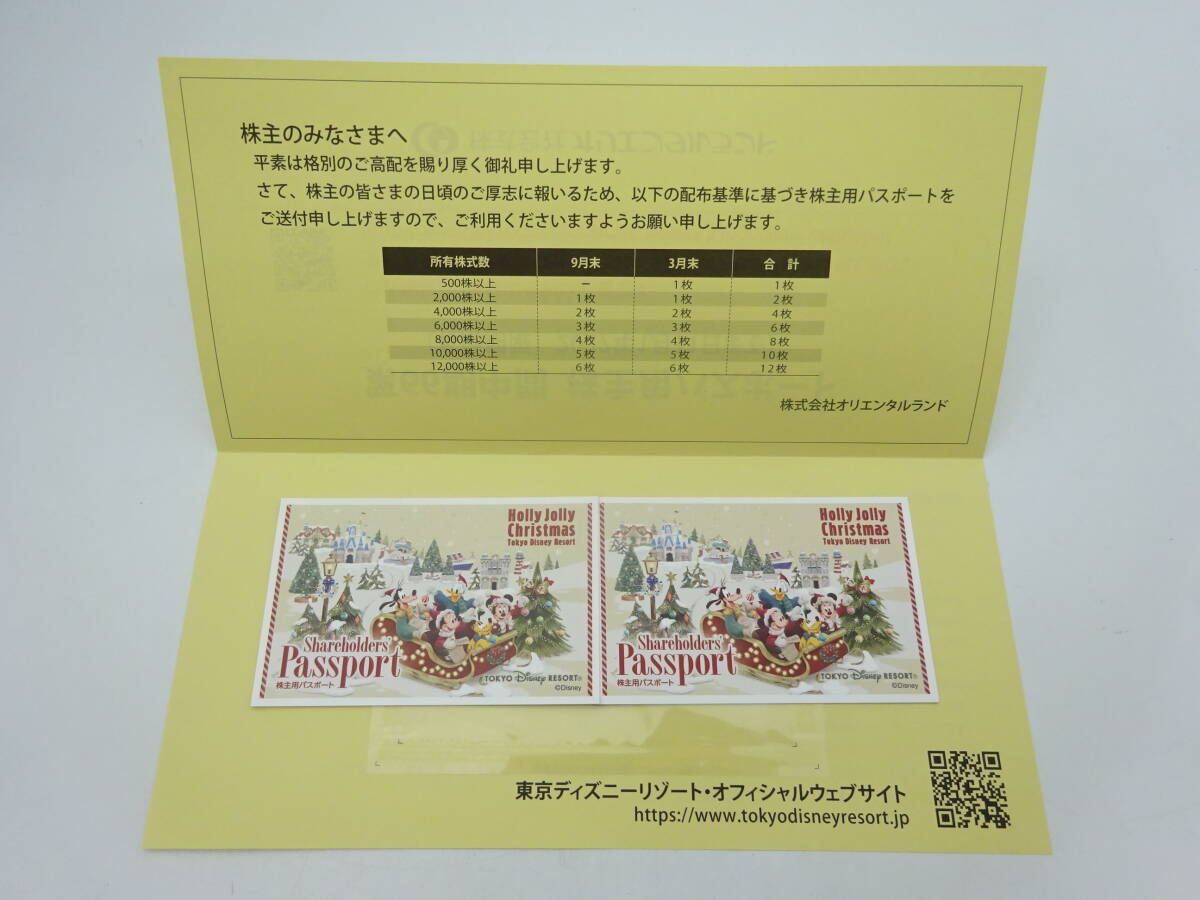 株主のみなさまへ
平素は格別のご高配を賜り厚く御礼申し上げます。
さて、株主の皆さまの日頃のご厚志に報いるため、以下の配布基準に基づき株主用パスポートを
ご送付申し上げますので、ご利用くださいますようお願い申し上げます。
所有株式数 9月末 3月末 合 計
500株以上 － 1枚 1枚
2,000株以上 1枚 1枚 2枚
4,000株以上 2枚 2枚 4枚
6,000株以上 3枚 3枚 6枚
8,000株以上 4枚 4枚 8枚
10,000株以上 5枚 5枚 10枚
12,000株以上 6枚 6枚 12枚
株式会社オリエンタルランド
Holly Jolly
Christmas
Tokyo Disney Resort
Shareholders'
Passport
株主用パスポート
TOKYO Disney RESORT®
©Disney
Holly Jolly
Christmas
Tokyo Disney Resort
Shareholders'
Passport
株主用パスポート
TOKYO Disney RESORT®
©Disney
東京ディズニーリゾート・オフィシャルウェブサイト
https://www.tokyodisneyresort.jp